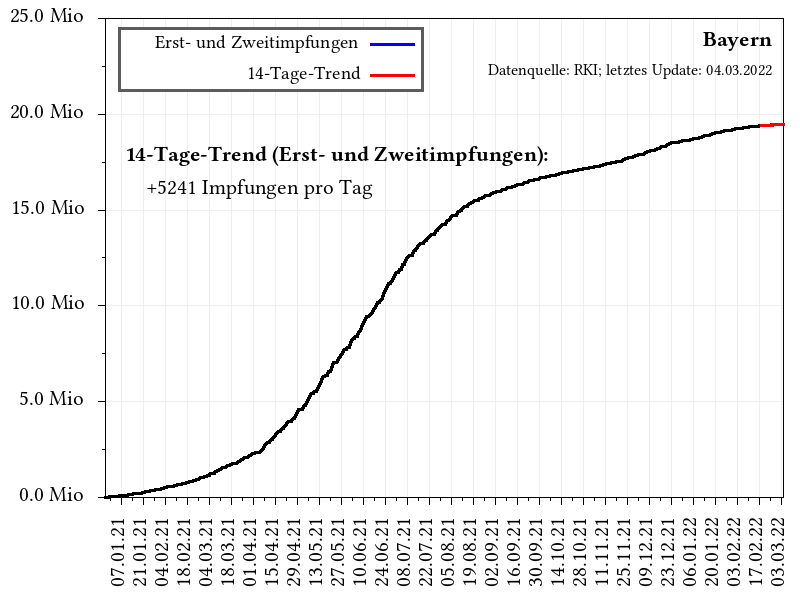 25.0 Mio
20.0 Mio
15.0 Mio
10.0 Mio
5.0 Mio
0.0 Mio
Erst- und Zweitimpfungen
14-Tage-Trend
Bayern
Datenquelle: RKI; letztes Update: 04.03.2022
14-Tage-Trend (Erst- und Zweitimpfungen):
+5241 Impfungen pro Tag
07.01.21
21.01.21
04.02.21
18.02.21
04.03.21
18.03.21
01.04.21
15.04.21
29.04.21
13.05.21
27.05.21
10.06.21
24.06.21
08.07.21
22.07.21
05.08.21
19.08.21
02.09.21
16.09.21
30.09.21
14.10.21
28.10.21
11.11.21
25.11.21
09.12.21
23.12.21
06.01.22
20.01.22
03.02.22
17.02.22
03.03.22